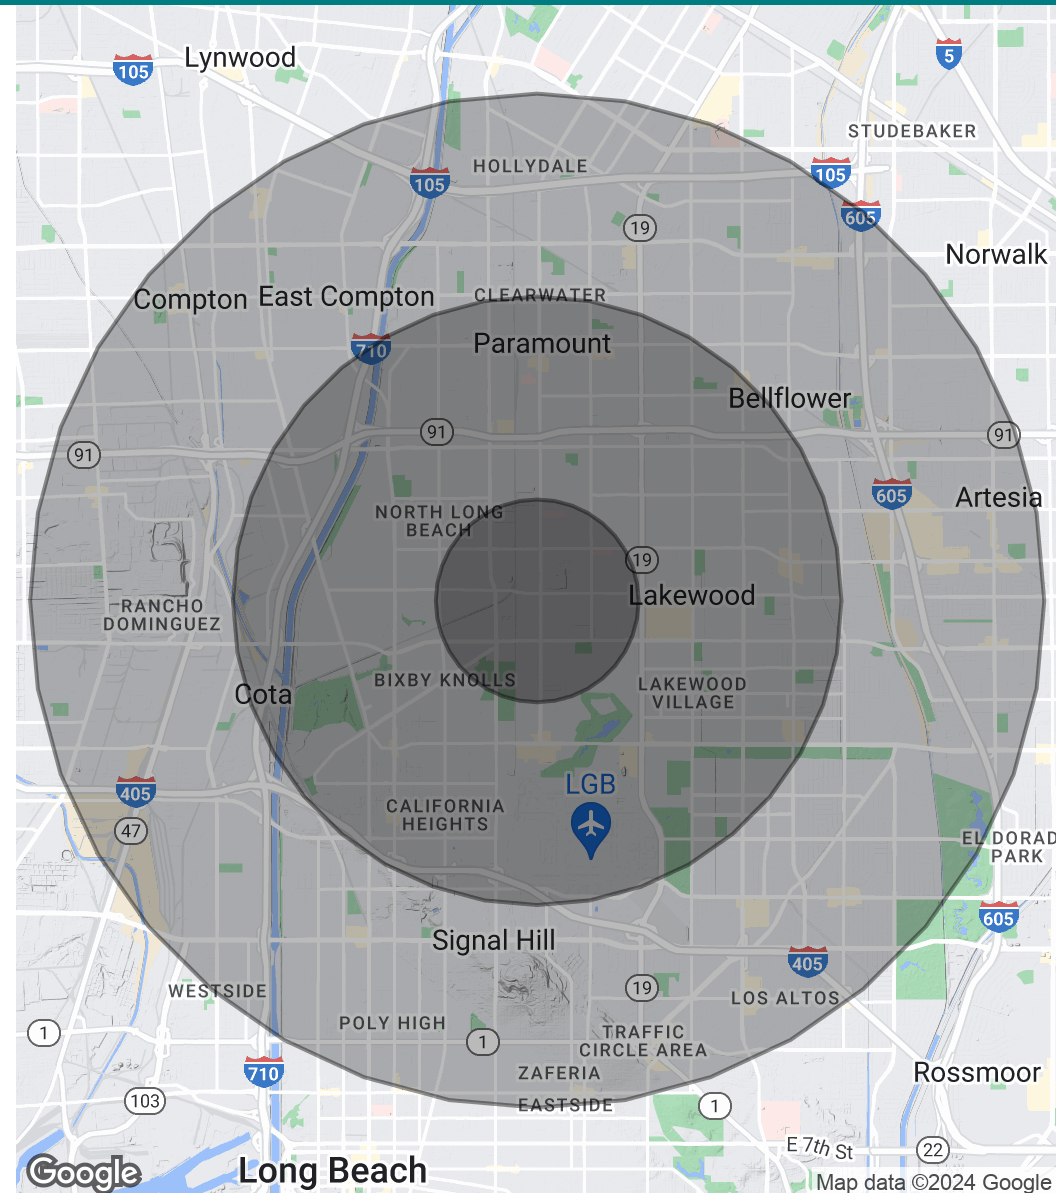 Lynwood
105
5
STUDEBAKER
HOLLYDALE
105
105
605
19
Norwalk
Compton
East Compton
CLEARWATER
Paramount
710
Bellflower
91
91
91
605
Artesia
NORTH LONG
BEACH
19
Lakewood
RANCHO
DOMINGUEZ
BIXBY KNOLLS
LAKEWOOD
VILLAGE
Cota
LGB
405
CALIFORNIA
HEIGHTS
47
EL DORAD
PARK
605
Signal Hill
405
WESTSIDE
19
LOS ALTOS
POLY HIGH
1
1
TRAFFIC
CIRCLE AREA
710
ZAFERIA
Rossmoor
103
EASTSIDE
1
E 7th St
22
Google
Long Beach
Map data ©2024 Google